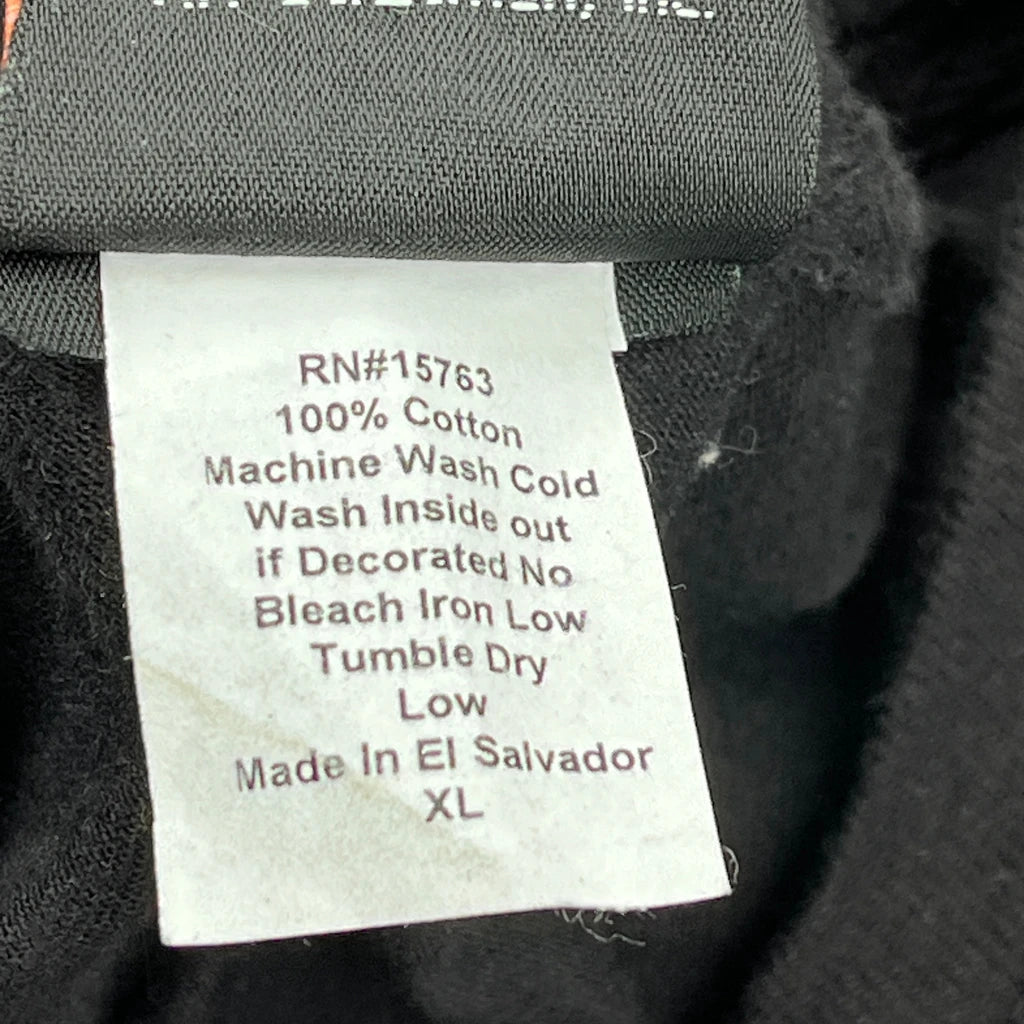 Inc.
RN#15763
100% Cotton
Machine Wash Cold
Wash Inside out
if Decorated No
Bleach Iron Low
Tumble Dry
Low
Made In El Salvador
XL